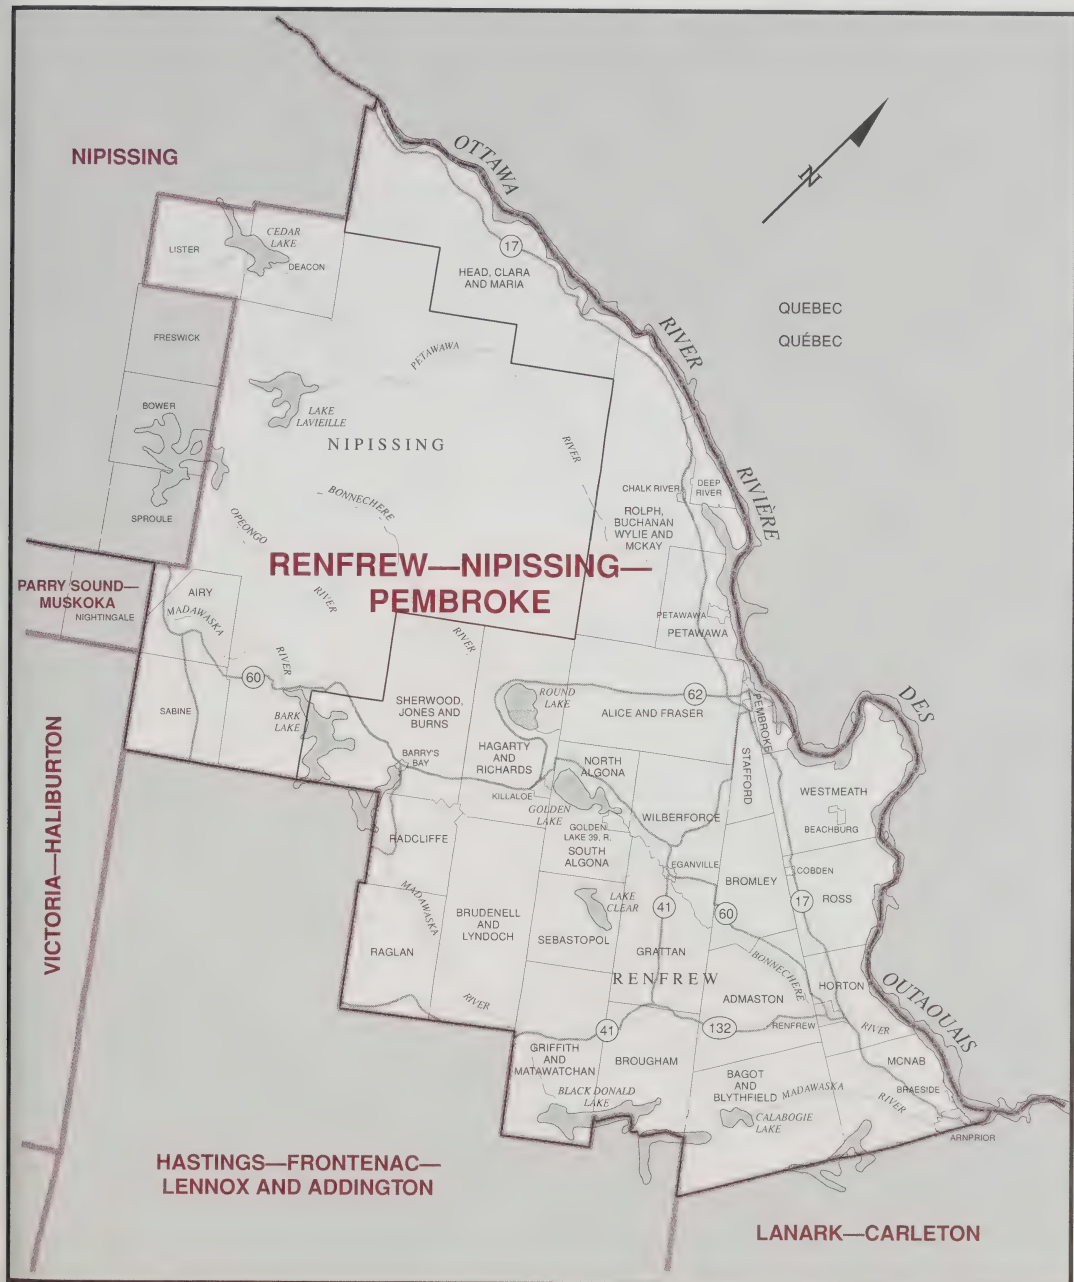 NIPISSING
OTTAWA
N
LISTER
CEDAR
LAKE
DEACON
17
HEAD, CLARA
AND MARIA
QUEBEC
QUÉBEC
FRESWICK
PETAWAWA
RIVER
BOWER
LAKE
LAVIEILLE
NIPISSING
RIVER
CHALK RIVER
DEEP
RIVER
RIVIÈRE
BONNECHERE
SPROULE
OPEONGO
ROLPH,
BUCHANAN
WYLIE AND
MCKAY
RENFREW—NIPISSING—
PEMBROKE
PARRY SOUND—
MUSKOKA
NIGHTINGALE
AIRY
MADAWASKA
RIVER
RIVER
PETAWAWA
PETAWAWA
RIVER
60
SABINE
BARK
LAKE
SHERWOOD,
JONES AND
BURNS
ROUND
LAKE
62
ALICE AND FRASER
PEMBROKE
DES
BARRY'S
BAY
HAGARTY
AND
RICHARDS
NORTH
ALGONA
STAFFORD
WESTMEATH
BEACHBURG
VICTORIA—HALIBURTON
KILLALOE
GOLDEN
LAKE
WILBERFORCE
GOLDEN
LAKE 39, R.
SOUTH
ALGONA
RADCLIFFE
EGANVILLE
BROMLEY
COBDEN
MADAWASKA
BRUDENELL
AND
LYNDOCH
LAKE
CLEAR
41
60
17
ROSS
SEBASTOPOL
GRATTAN
RAGLAN
BONNECHERE
RENFREW
HORTON
OUTAOUAIS
RIVER
ADMASTON
41
132
RENFREW
RIVER
GRIFFITH
AND
MATAWATCHAN
BROUGHAM
MCNAB
BAGOT
AND
BLYTHFIELD
MADAWASKA
RIVER
BRAESIDE
BLACK DONALD
LAKE
CALABOGIE
LAKE
ARNPRIOR
HASTINGS—FRONTENAC—
LENNOX AND ADDINGTON
LANARK—CARLETON